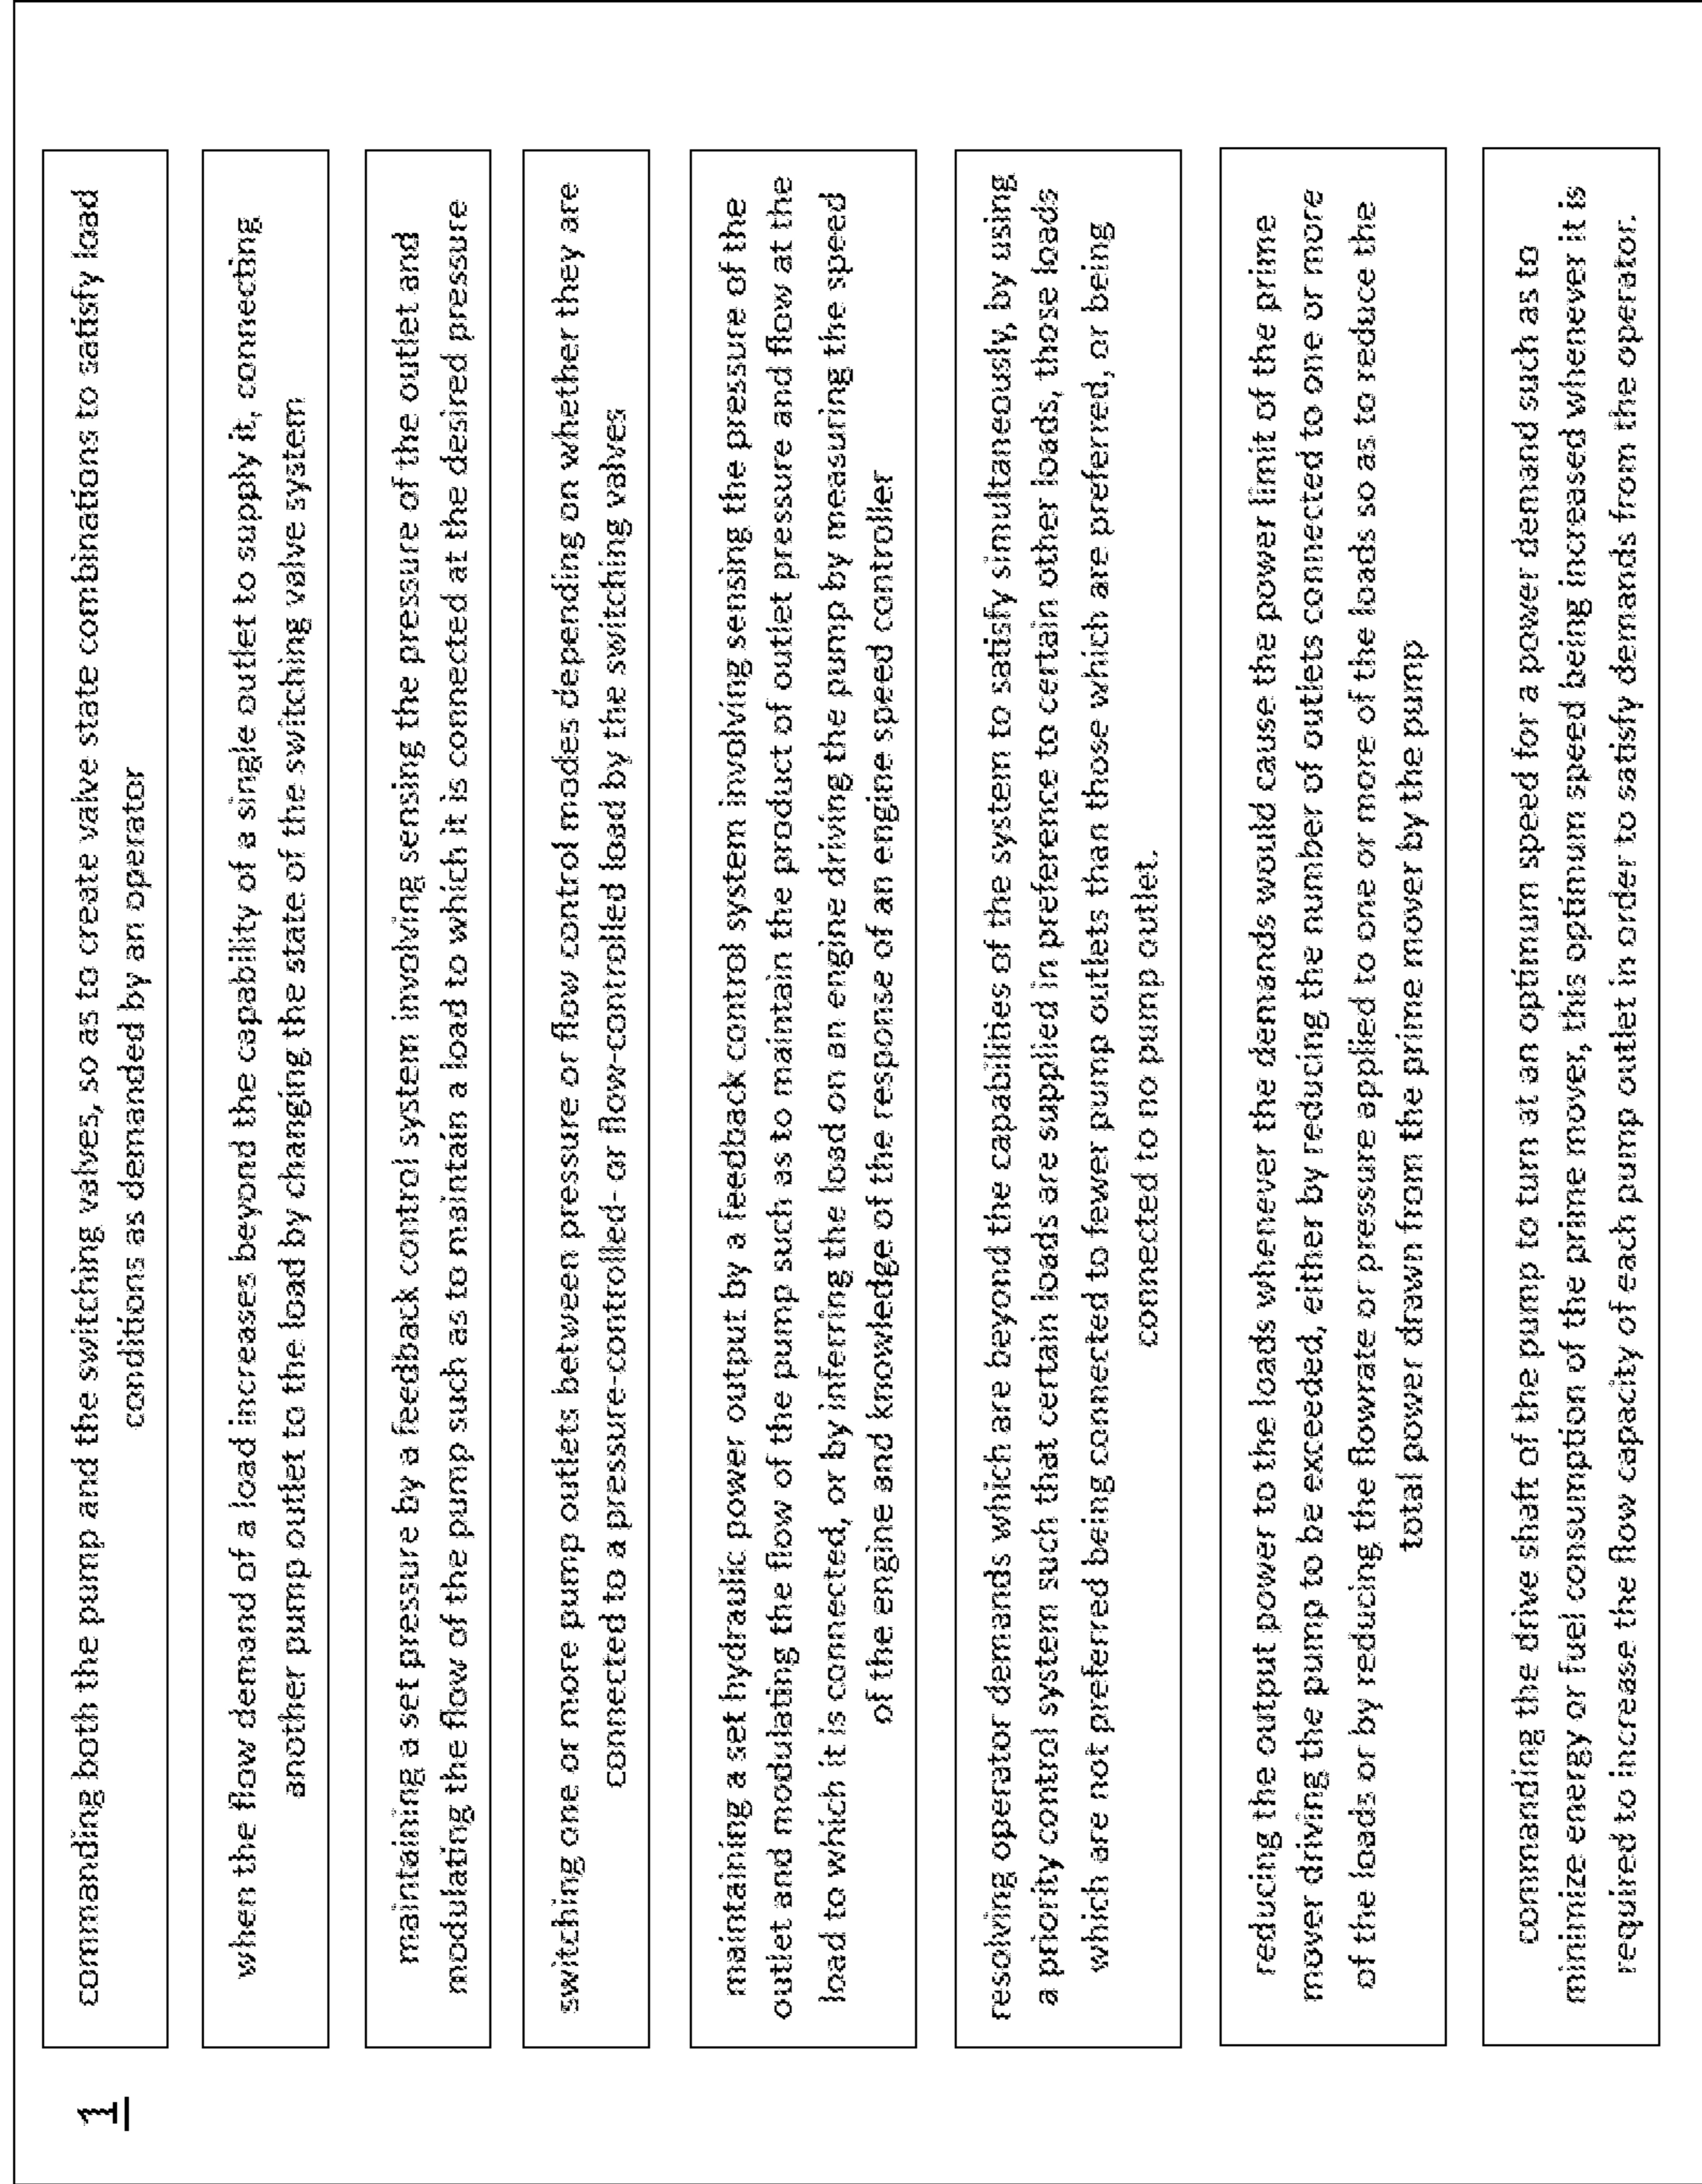 1
commanding both the pump and the switching valves, so as to create valve state combinations to satisfy load
conditions as demanded by an operator
when the flow demand of a load increases beyond the capability of a single outlet to supply it, connecting
another pump outlet to the load by changing the state of the switching valve system
maintaining a set pressure by a feedback control system involving sensing the pressure of the outlet and
modulating the flow of the pump such as to maintain a load to which it is connected at the desired pressure
switching one or more pump outlets between pressure or flow control modes depending on whether they are
connected to a pressure-controlled- or flow-controlled load by the switching valves
maintaining a set hydraulic power output by a feedback control system involving sensing the pressure of the
outlet and modulating the flow of the pump such as to maintain the product of outlet pressure and flow at the
load to which it is connected, or by inferring the load on an engine driving the pump by measuring the speed
of the engine and knowledge of the response of an engine speed controller
resolving operator demands which are beyond the capabilities of the system to satisfy simultaneously, by using
a priority control system such that certain loads are supplied in preference to certain other loads, those loads
which are not preferred being connected to fewer pump outlets than those which are preferred, or being
connected to no pump outlet.
reducing the output power to the loads whenever the demands would cause the power limit of the prime
mover driving the pump to be exceeded, either by reducing the number of outlets connected to one or more
of the loads or by reducing the flowrate or pressure applied to one or more of the loads so as to reduce the
total power drawn from the prime mover by the pump
commanding the drive shaft of the pump to turn at an optimum speed for a power demand such as to
minimize energy or fuel consumption of the prime mover, this optimum speed being increased whenever it is
required to increase the flow capacity of each pump outlet in order to satisfy demands from the operator.